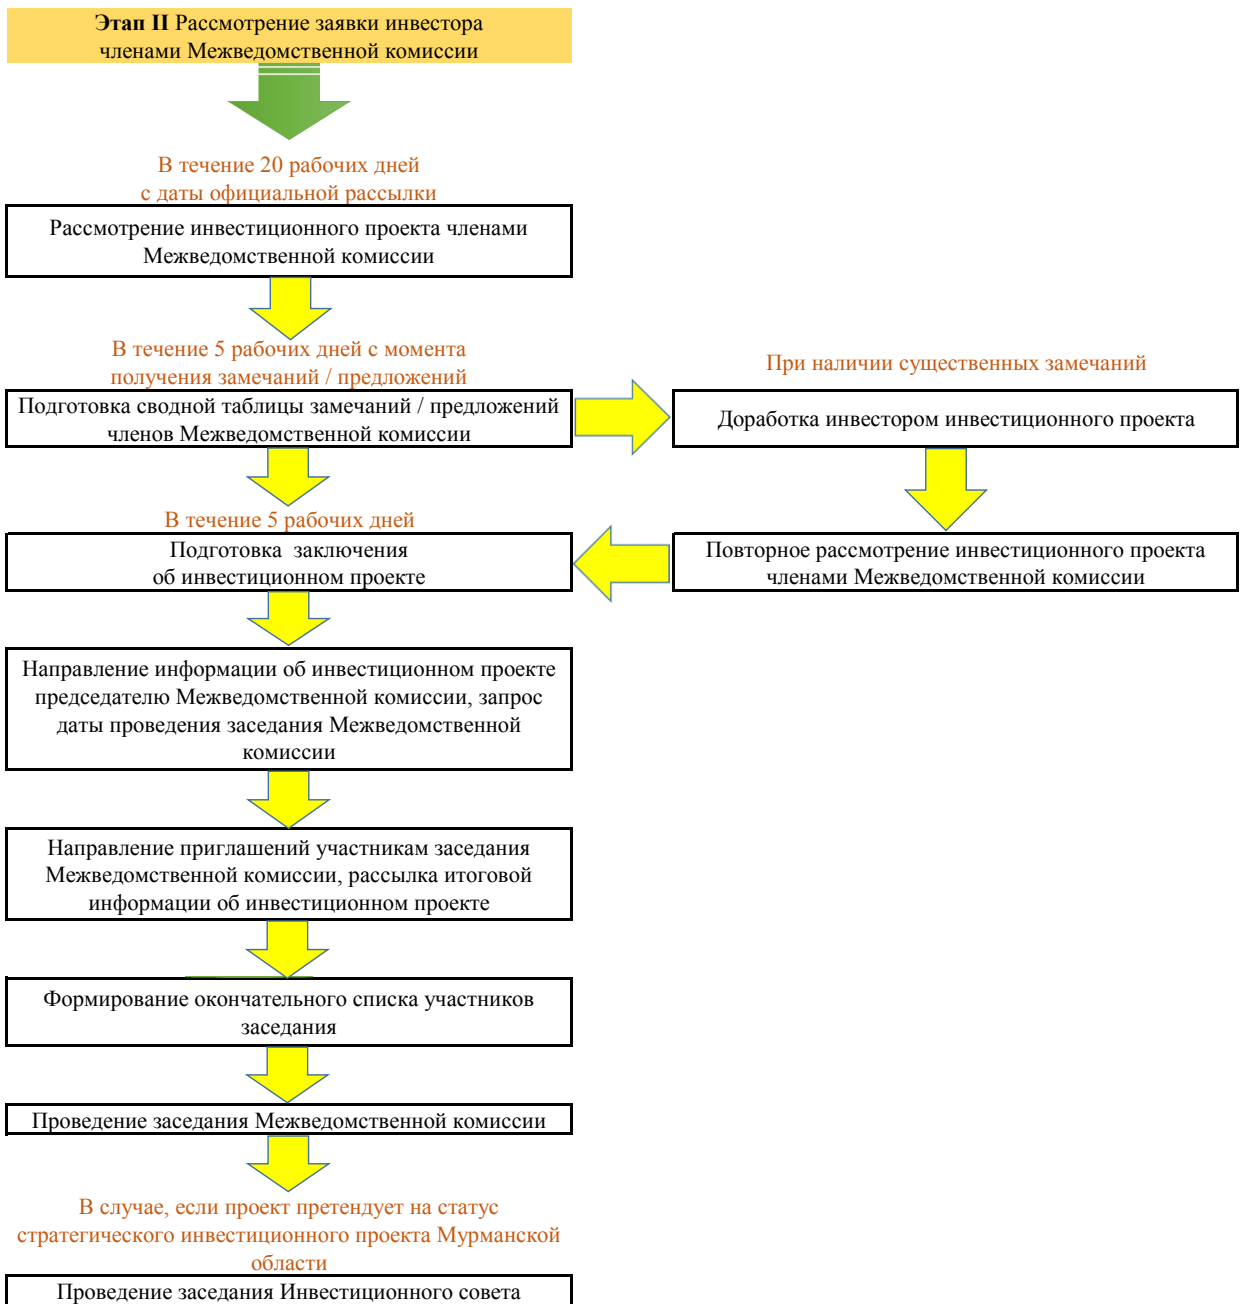 Этап II Рассмотрение заявки инвестора
членами Межведомственной комиссии
В течение 20 рабочих дней
с даты официальной рассылки
Рассмотрение инвестиционного проекта членами
Межведомственной комиссии
В течение 5 рабочих дней с момента
получения замечаний / предложений
Подготовка сводной таблицы замечаний / предложений
членов Межведомственной комиссии
При наличии существенных замечаний
Доработка инвестором инвестиционного проекта
Повторное рассмотрение инвестиционного проекта
членами Межведомственной комиссии
В течение 5 рабочих дней
Подготовка заключения
об инвестиционном проекте
Направление информации об инвестиционном проекте
председателю Межведомственной комиссии, запрос
даты проведения заседания Межведомственной
комиссии
Направление приглашений участникам заседания
Межведомственной комиссии, рассылка итоговой
информации об инвестиционном проекте
Формирование окончательного списка участников
заседания
Проведение заседания Межведомственной комиссии
В случае, если проект претендует на статус
стратегического инвестиционного проекта Мурманской
области
Проведение заседания Инвестиционного совета